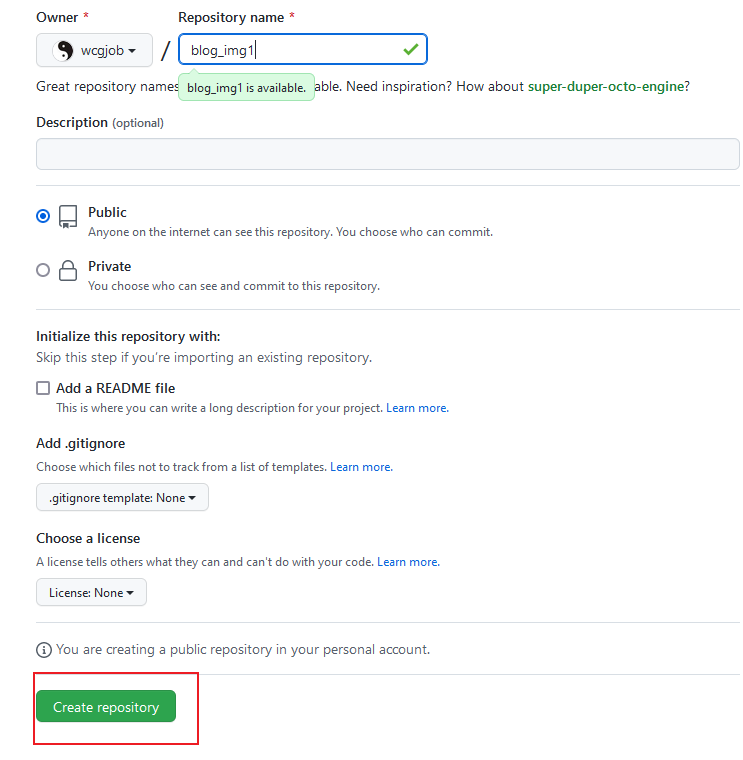 Owner * Repository name *
wcgjob / blog_img1
Great repository names able. Need inspiration? How about super-duper-octo-engine?
blog_img1 is available.
Description (optional)
Public
Anyone on the internet can see this repository. You choose who can commit.
Private
You choose who can see and commit to this repository.
Initialize this repository with:
Skip this step if you're importing an existing repository.
Add a README file
This is where you can write a long description for your project. Learn more.
Add .gitignore
Choose which files not to track from a list of templates. Learn more.
.gitignore template: None
Choose a license
A license tells others what they can and can't do with your code. Learn more.
License: None
You are creating a public repository in your personal account.
Create repository